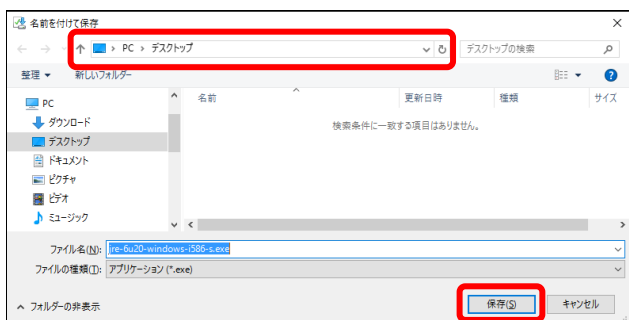 名前を付けて保存
PC › デスクトップ
デスクトップの検索
整理
新しいフォルダー
PC
ダウンロード
デスクトップ
ドキュメント
ピクチャ
ビデオ
ミュージック
名前 更新日時 種類 サイズ
検索条件に一致する項目はありません。
ファイル名(N): jre-6u20-windows-i586-s.exe
ファイルの種類(T): アプリケーション (*.exe)
フォルダーの非表示
保存(S) キャンセル